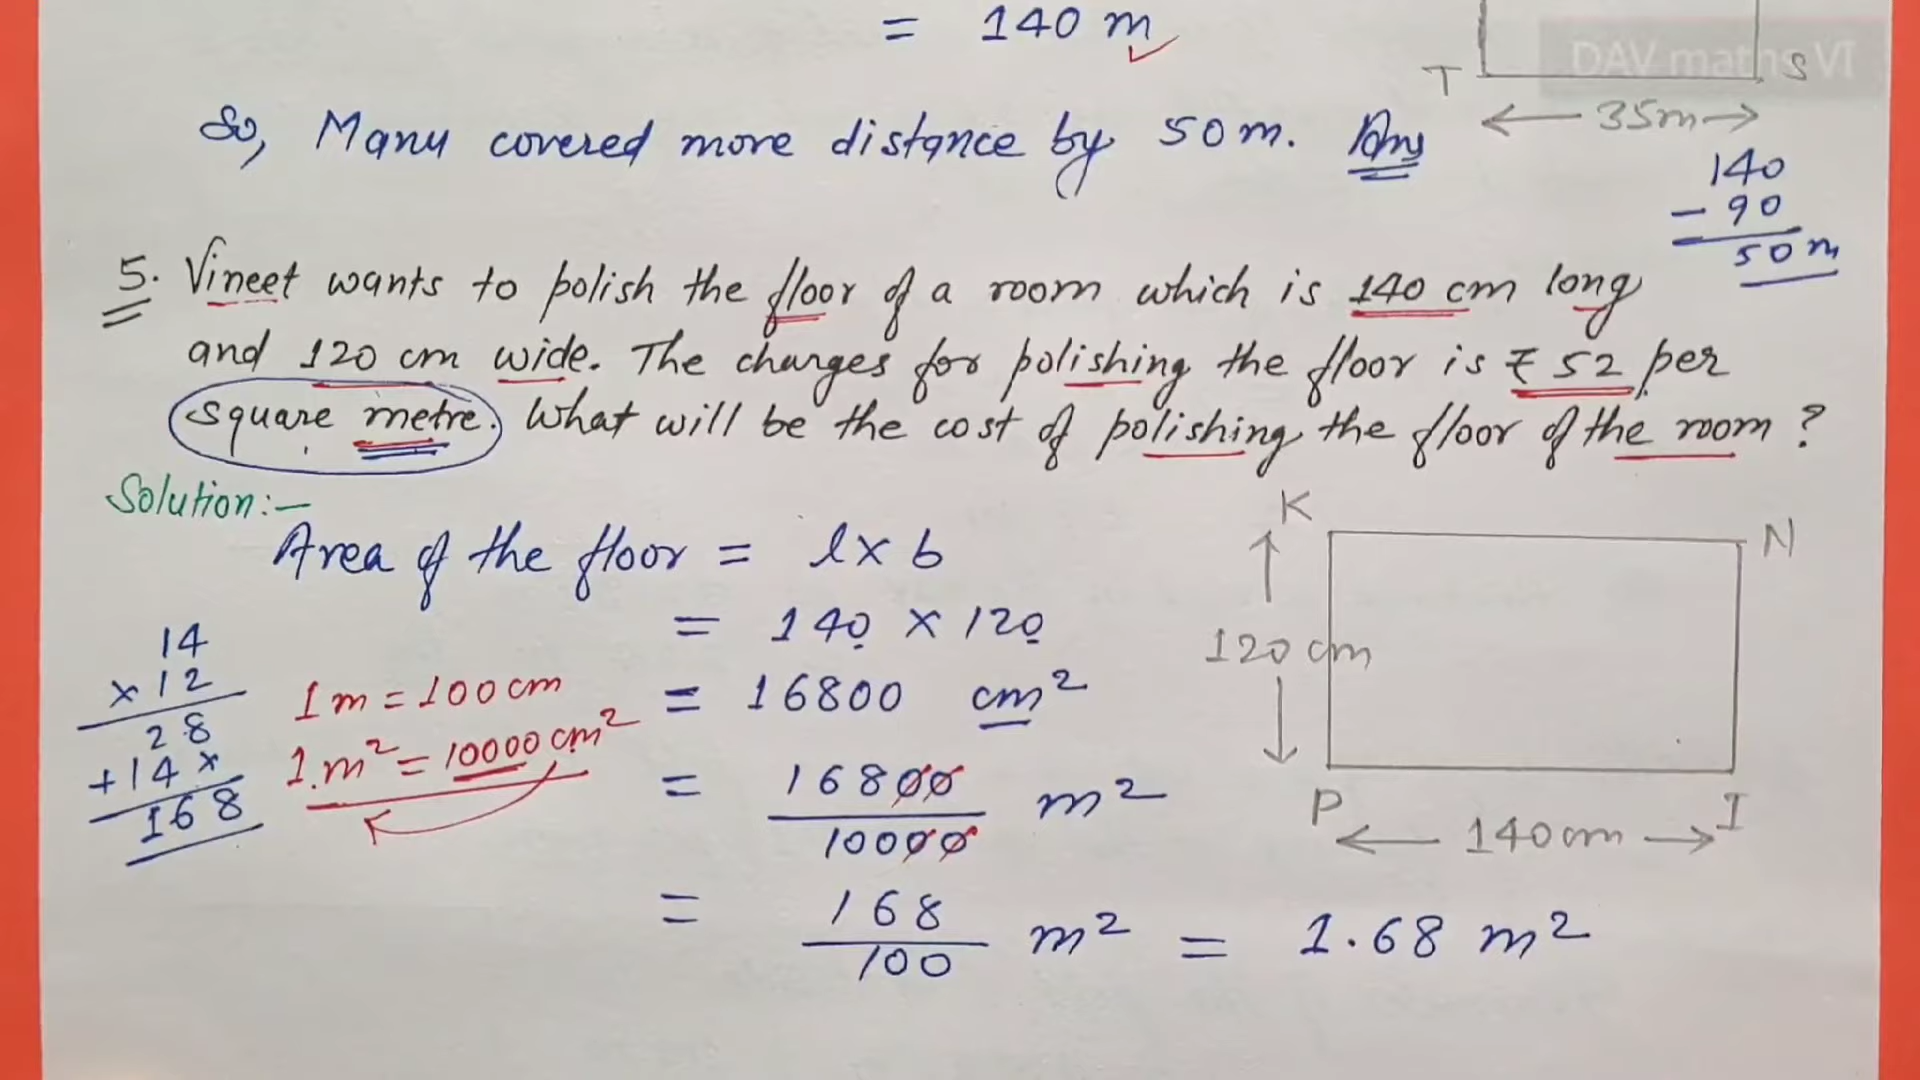 = 140 m
DAV maths VI
T S
35m
So, Manu covered more distance by 50 m. Ans
140
- 90
50 m
5. Vineet wants to polish the floor of a room which is 140 cm long
and 120 cm wide. The charges for polishing the floor is ₹ 52 per
square metre. What will be the cost of polishing the floor of the room ?
Solution:-
Area of the floor = l x b
= 140 x 120
= 16800 cm²
= 16800/10000 m²
= 168/100 m² = 1.68 m²
14
x 12
28
+14 x
168
1 m = 100 cm
1.m² = 10000 cm²
K N
120 cm
P I
140 cm